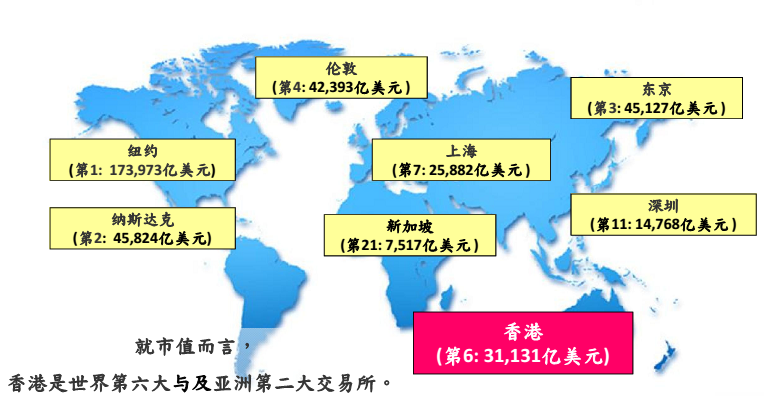 伦敦
(第4: 42,393亿美元)
东京
(第3: 45,127亿美元)
纽约
(第1: 173,973亿美元)
上海
(第7: 25,882亿美元)
纳斯达克
(第2: 45,824亿美元)
新加坡
(第21: 7,517亿美元)
深圳
(第11: 14,768亿美元)
香港
(第6: 31,131亿美元)
就市值而言，
香港是世界第六大与及亚洲第二大交易所。